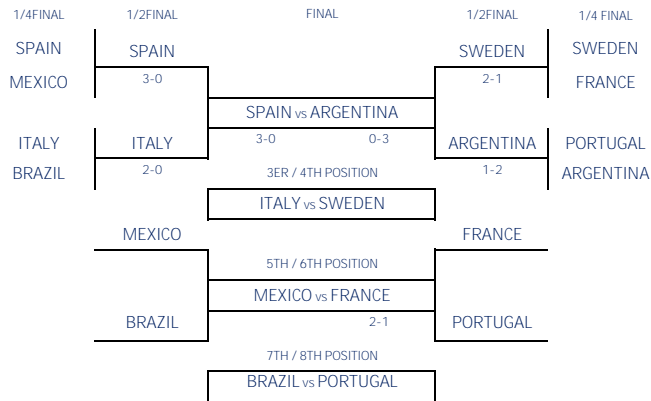 1/4FINAL 1/2FINAL FINAL 1/2FINAL 1/4 FINAL
SPAIN SPAIN SWEDEN SWEDEN
MEXICO 3-0 2-1 FRANCE
SPAIN vs ARGENTINA
ITALY ITALY 3-0 0-3 ARGENTINA PORTUGAL
BRAZIL 2-0 3ER / 4TH POSITION 1-2 ARGENTINA
ITALY vs SWEDEN
MEXICO FRANCE
5TH / 6TH POSITION
MEXICO vs FRANCE
BRAZIL 2-1 PORTUGAL
7TH / 8TH POSITION
BRAZIL vs PORTUGAL